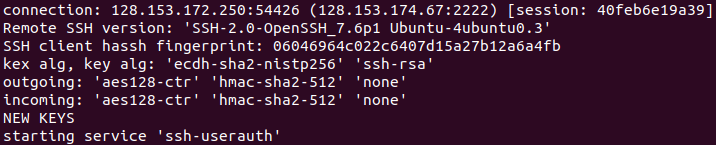 connection: 128.153.172.250:54426 (128.153.174.67:2222) [session: 40feb6e19a39]
Remote SSH version: 'SSH-2.0-OpenSSH_7.6p1 Ubuntu-4ubuntu0.3'
SSH client hassh fingerprint: 06046964c022c6407d15a27b12a6a4fb
kex alg, key alg: 'ecdh-sha2-nistp256' 'ssh-rsa'
outgoing: 'aes128-ctr' 'hmac-sha2-512' 'none'
incoming: 'aes128-ctr' 'hmac-sha2-512' 'none'
NEW KEYS
starting service 'ssh-userauth'